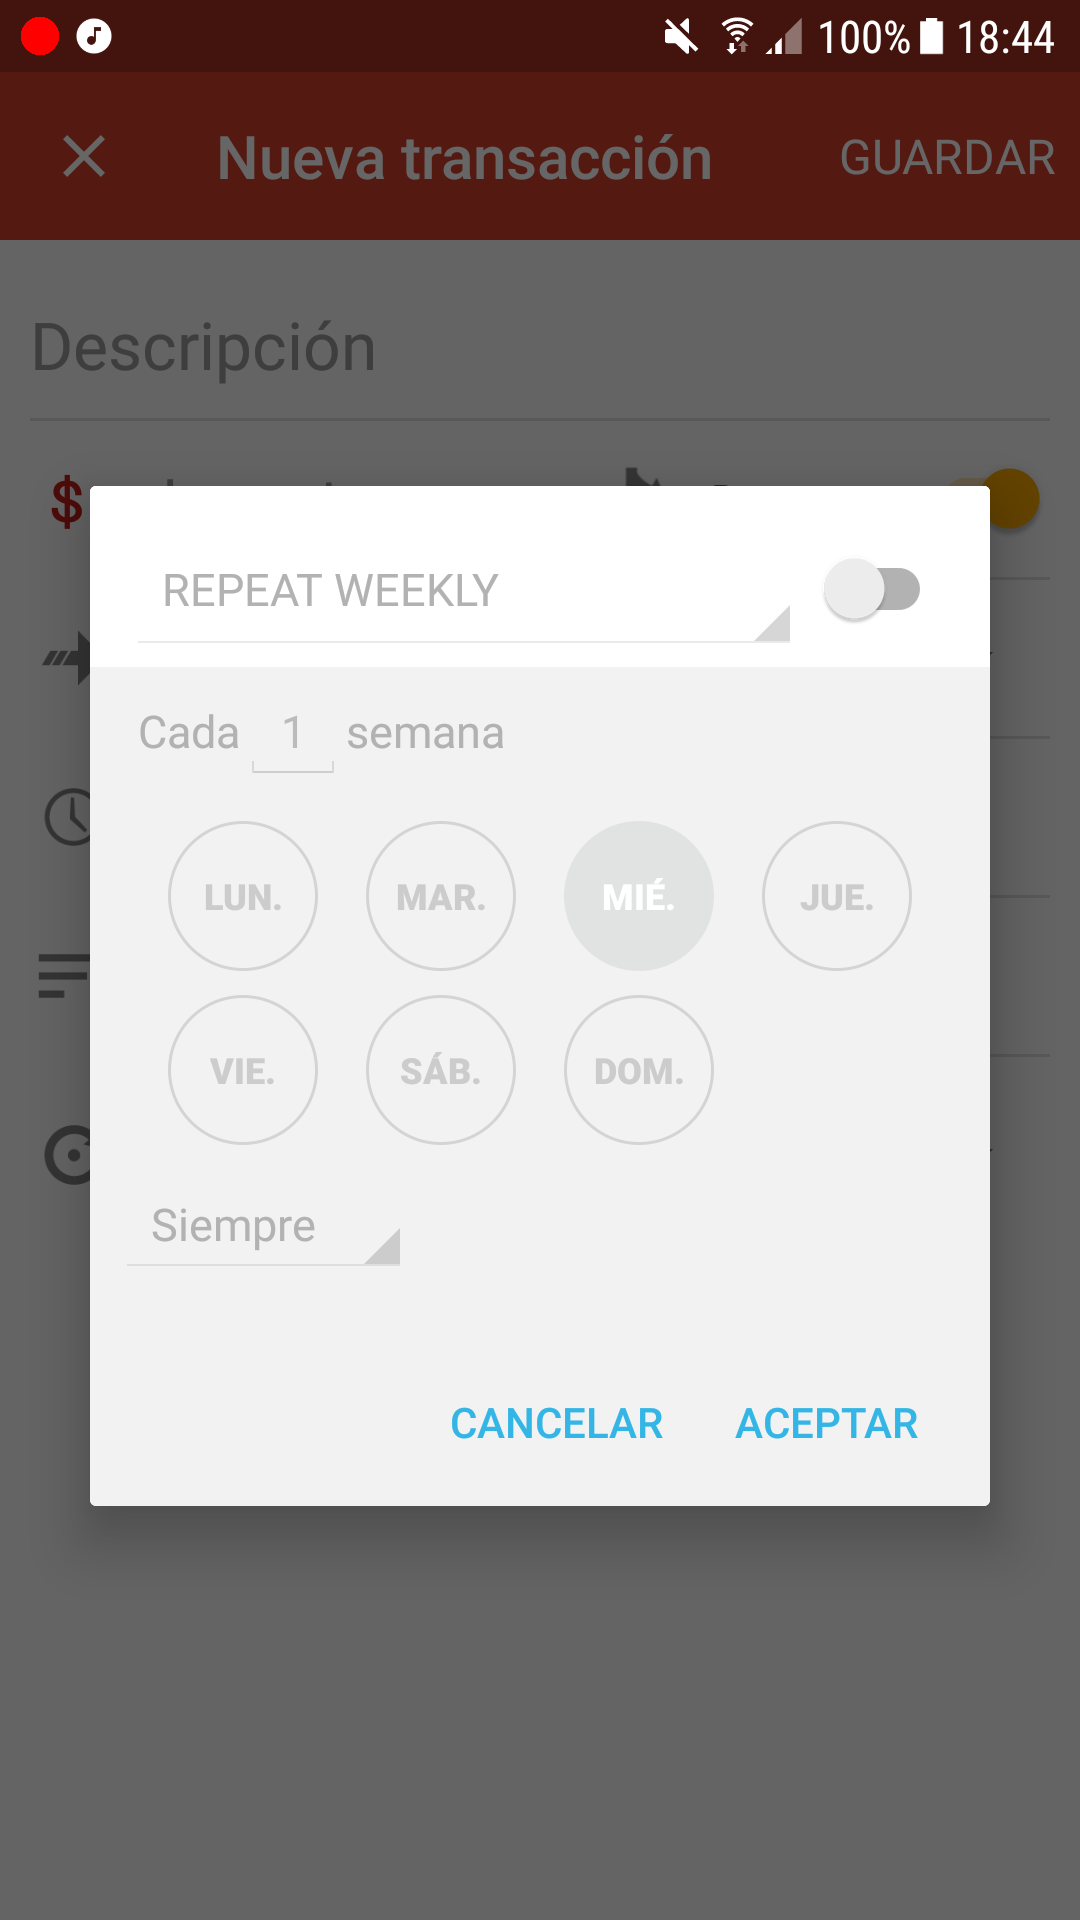 100% 18:44
Nueva transacción GUARDAR
Descripción
$
REPEAT WEEKLY
Cada 1 semana
LUN. MAR. MIÉ. JUE.
VIE. SÁB. DOM.
Siempre
CANCELAR ACEPTAR